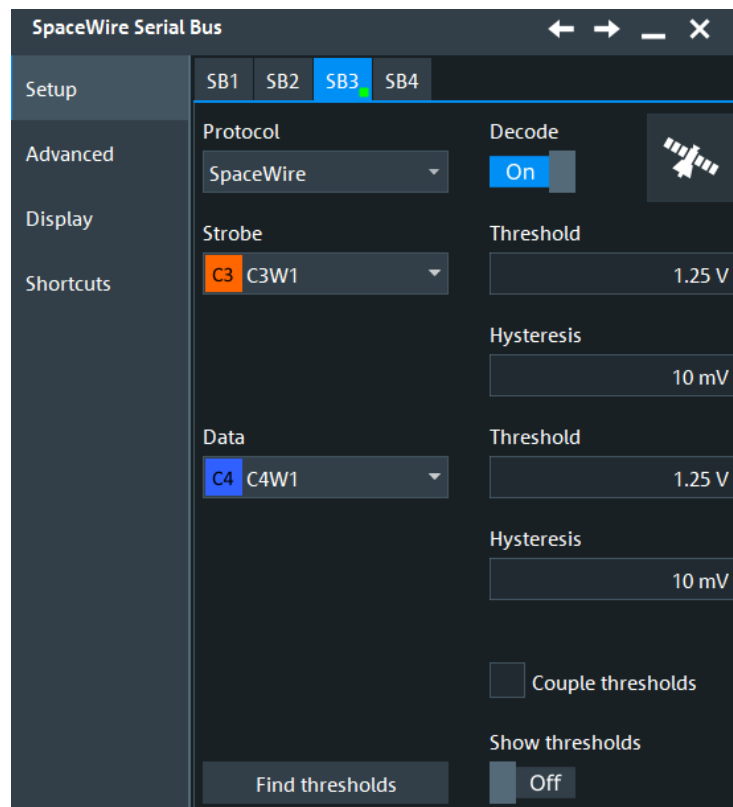 SpaceWire Serial Bus
Setup
Advanced
Display
Shortcuts
SB1 SB2 SB3 SB4
Protocol Decode
SpaceWire On
Strobe Threshold
C3 C3W1 1.25 V
Hysteresis
10 mV
Data Threshold
C4 C4W1 1.25 V
Hysteresis
10 mV
Couple thresholds
Show thresholds
Find thresholds Off